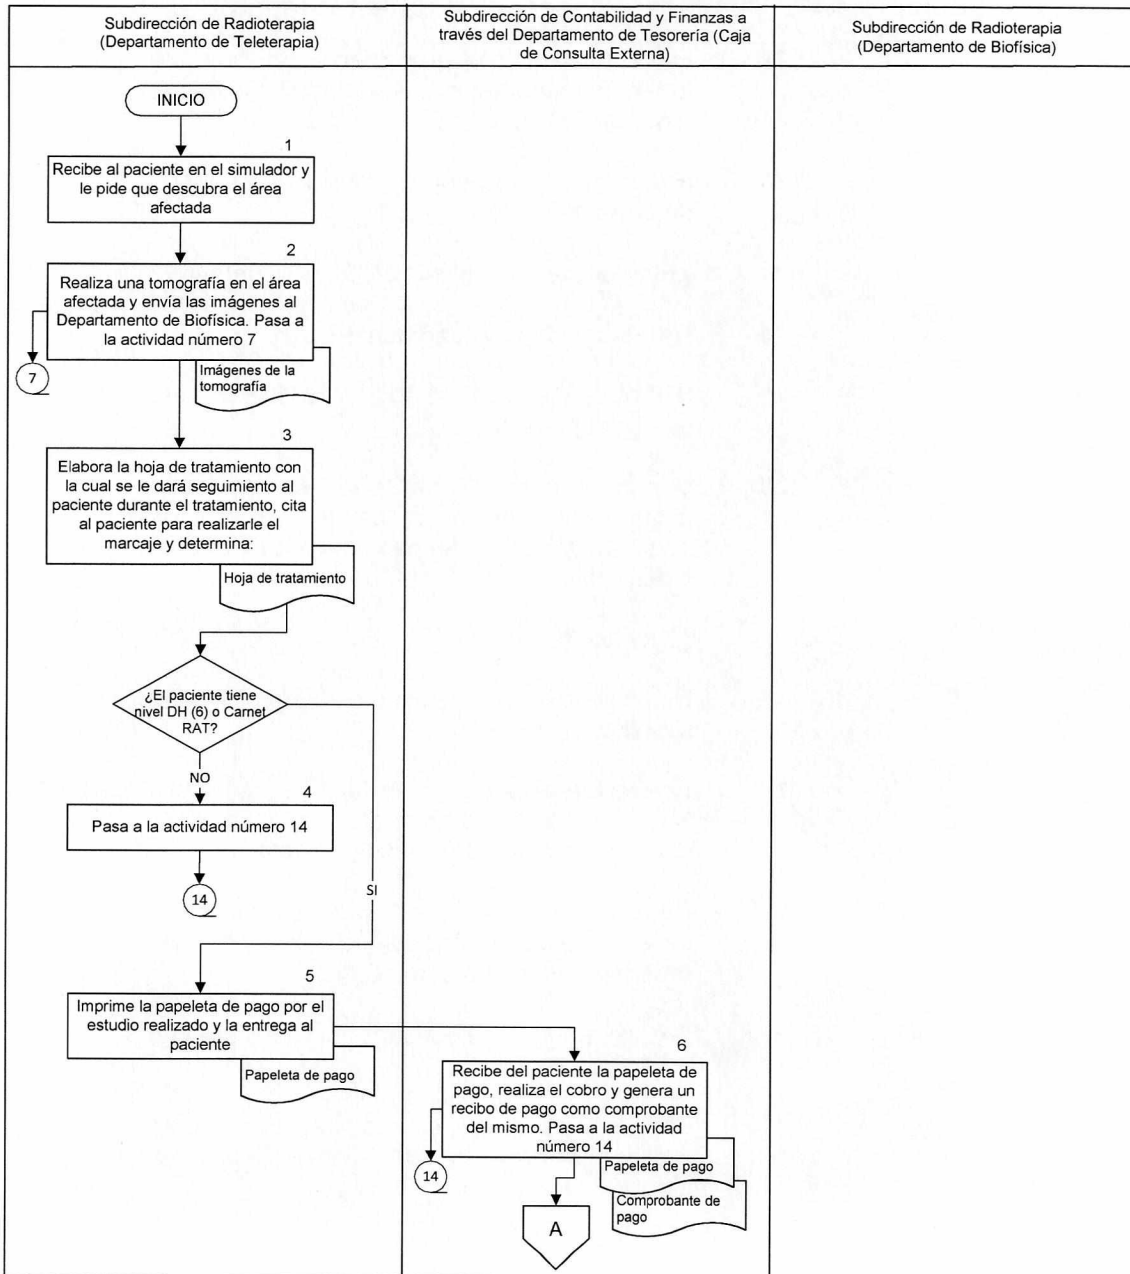 Subdirección de Radioterapia
(Departamento de Teleterapia)
Subdirección de Contabilidad y Finanzas a
través del Departamento de Tesorería (Caja
de Consulta Externa)
Subdirección de Radioterapia
(Departamento de Biofísica)
INICIO
1
Recibe al paciente en el simulador y
le pide que descubra el área
afectada
2
Realiza una tomografía en el área
afectada y envía las imágenes al
Departamento de Biofísica. Pasa a
la actividad número 7
7
Imágenes de la
tomografía
3
Elabora la hoja de tratamiento con
la cual se le dará seguimiento al
paciente durante el tratamiento, cita
al paciente para realizarle el
marcaje y determina:
Hoja de tratamiento
¿El paciente tiene
nivel DH (6) o Carnet
RAT?
NO
4
Pasa a la actividad número 14
14
SI
5
Imprime la papeleta de pago por el
estudio realizado y la entrega al
paciente
Papeleta de pago
6
Recibe del paciente la papeleta de
pago, realiza el cobro y genera un
recibo de pago como comprobante
del mismo. Pasa a la actividad
número 14
14
Papeleta de pago
Comprobante de
pago
A